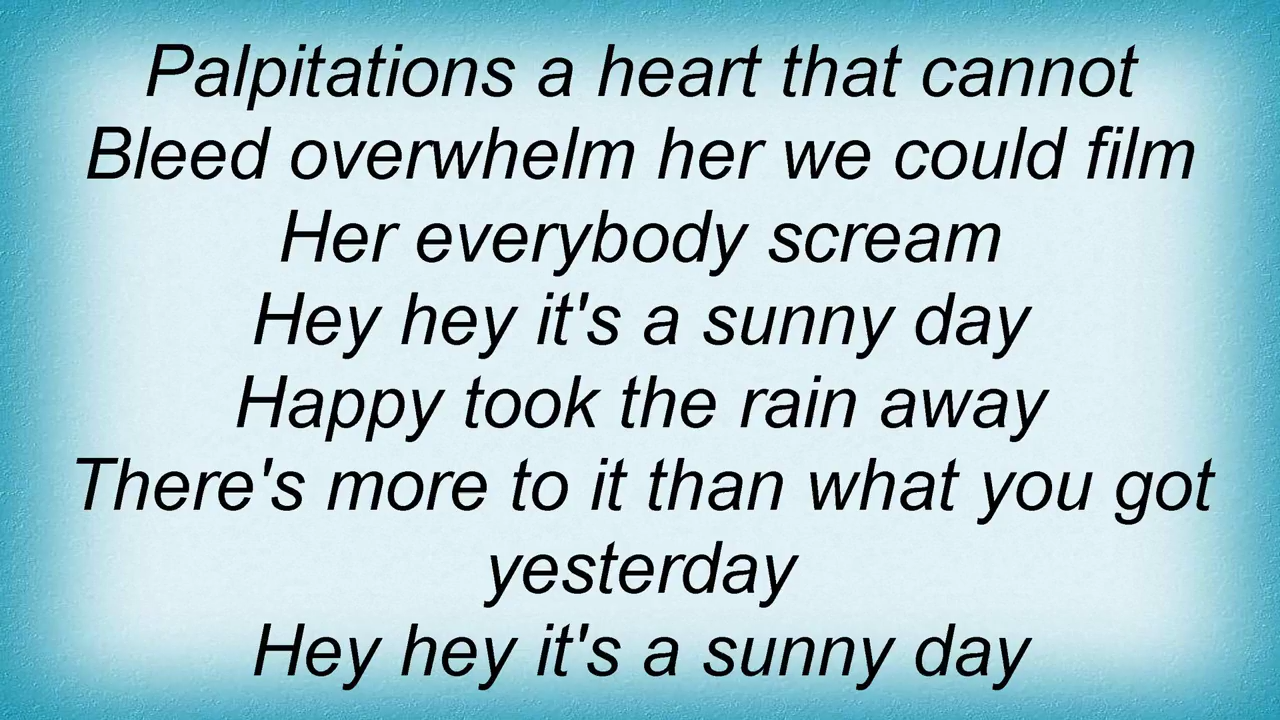 Palpitations a heart that cannot
Bleed overwhelm her we could film
Her everybody scream
Hey hey it's a sunny day
Happy took the rain away
There's more to it than what you got
yesterday
Hey hey it's a sunny day